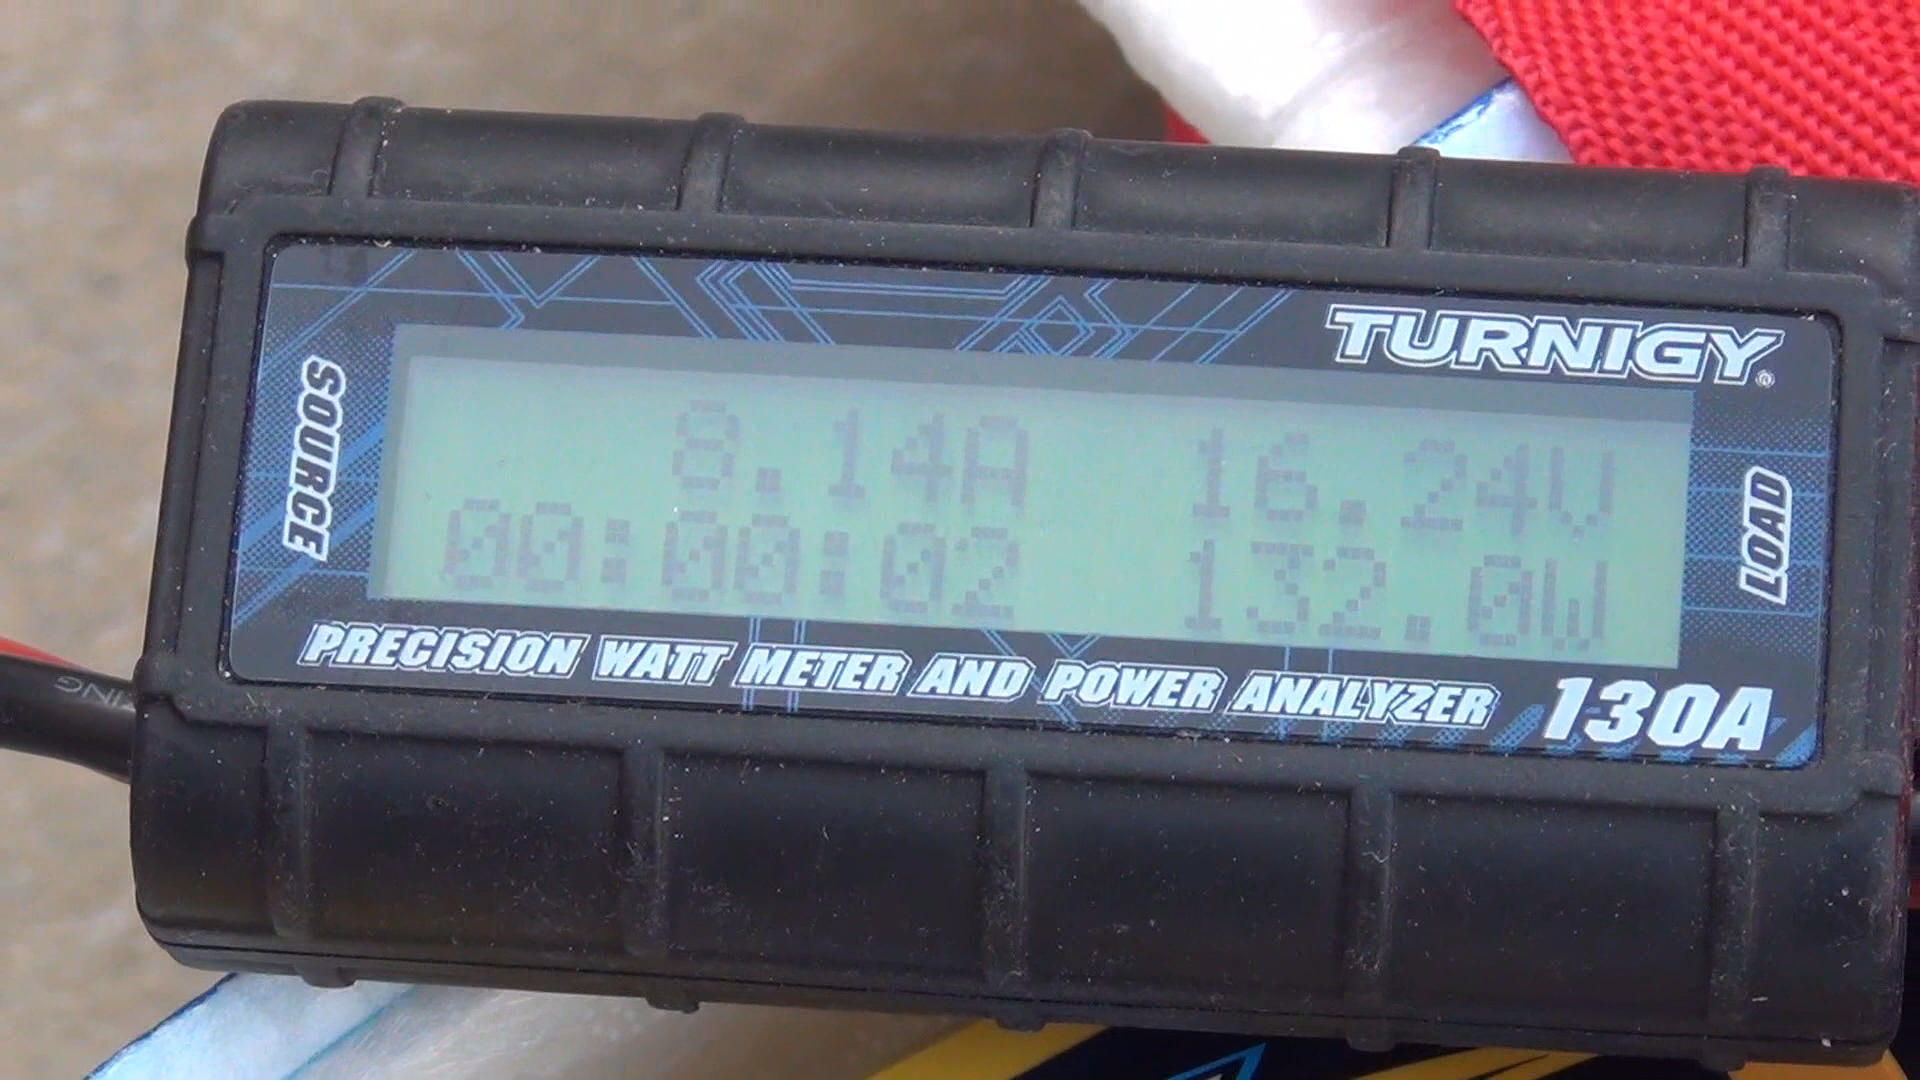 TURNIGY®
SOURCE
8.14A 16.24V
00:00:02 132.0W
LOAD
PRECISION WATT METER AND POWER ANALYZER 130A